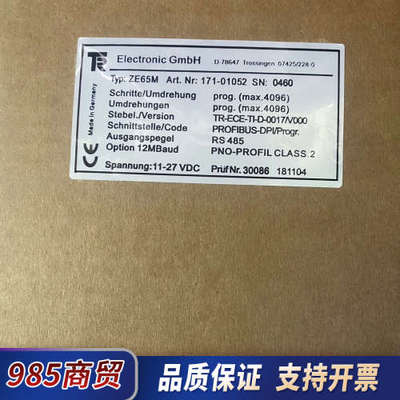 TR Electronic GmbH D-78647 Trossingen 07425/228-0
Typ: ZE65M Art. Nr: 171-01052 SN: 0460
Schritte/Umdrehung prog. (max.4096)
Umdrehungen prog. (max.4096)
Stebel./Version TR-ECE-TI-D-0017/V000
Schnittstelle/Code PROFIBUS-DPI/Progr.
Ausgangspegel RS 485
Option 12MBaud PNO-PROFIL CLASS.2
Spannung:11-27 VDC Prüf Nr. 30086 181104
Made in Germany
CE
985商贸 品质保证 支持开票